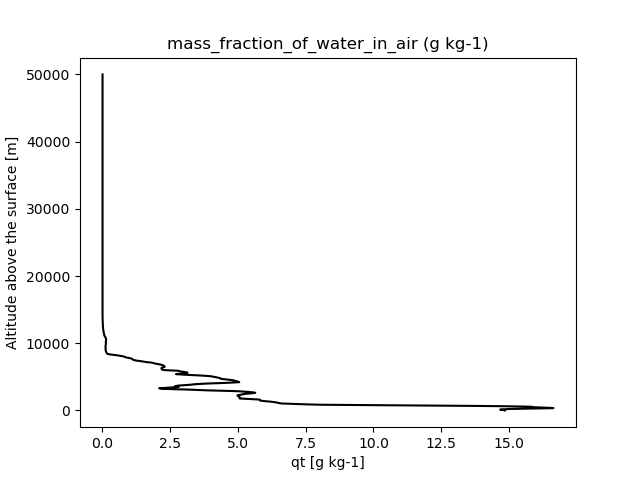 mass_fraction_of_water_in_air (g kg-1)
Altitude above the surface [m]
50000
40000
30000
20000
10000
0
0.0 2.5 5.0 7.5 10.0 12.5 15.0
qt [g kg-1]